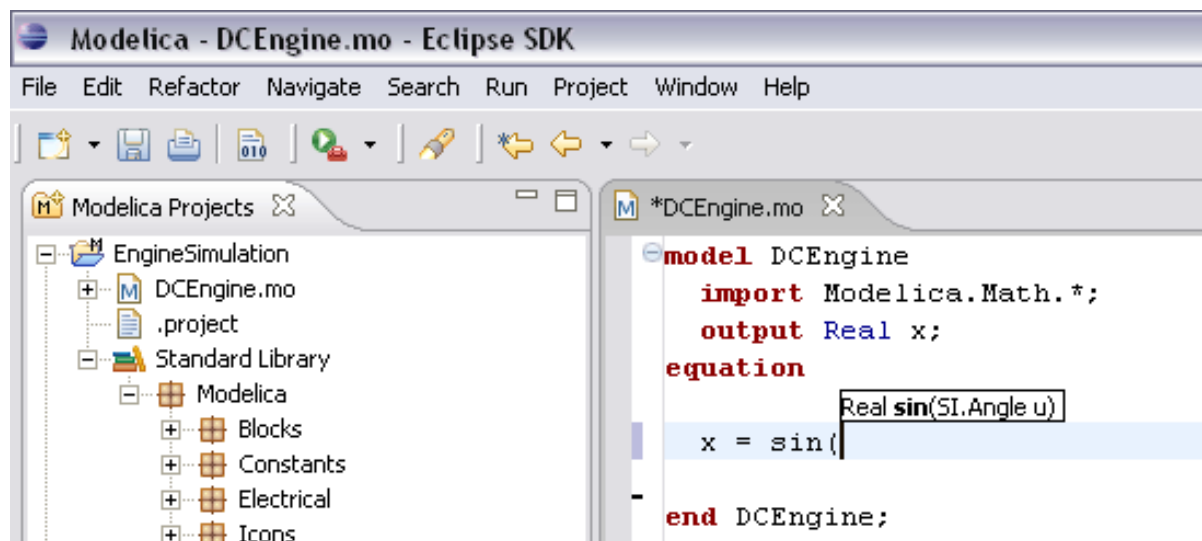 Modelica - DCEngine.mo - Eclipse SDK
File Edit Refactor Navigate Search Run Project Window Help
010
Modelica Projects
EngineSimulation
DCEngine.mo
.project
Standard Library
Modelica
Blocks
Constants
Electrical
Icons
*DCEngine.mo
model DCEngine
import Modelica.Math.*;
output Real x;
equation
Real sin(SI.Angle u)
x = sin(
end DCEngine;